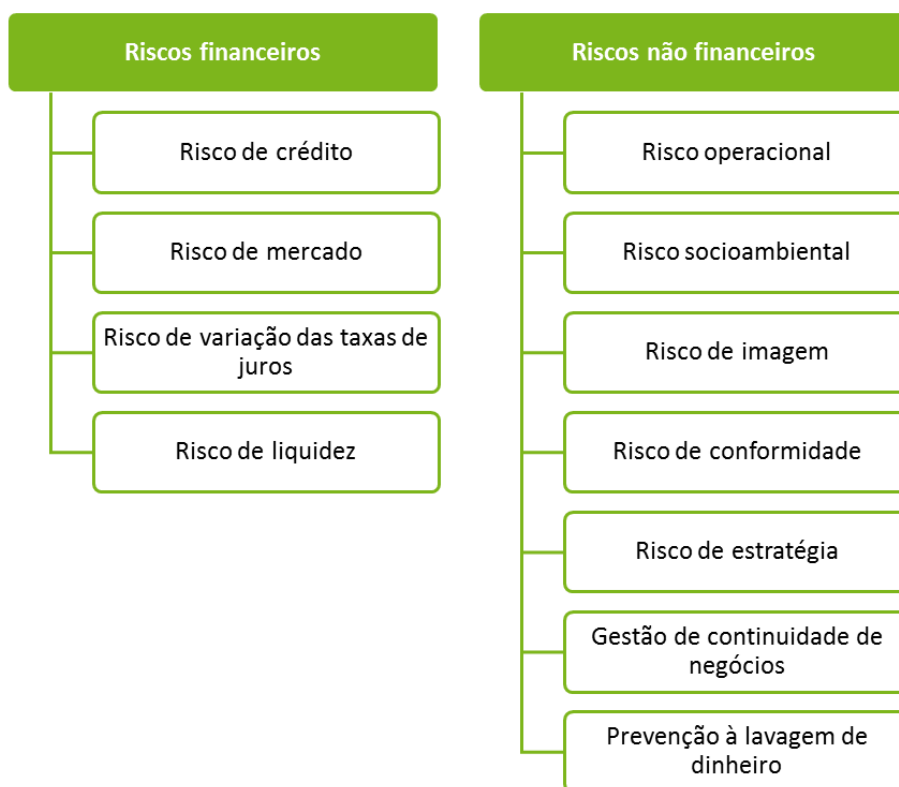 Riscos financeiros
Risco de crédito
Risco de mercado
Risco de variação das taxas de
juros
Risco de liquidez
Riscos não financeiros
Risco operacional
Risco socioambiental
Risco de imagem
Risco de conformidade
Risco de estratégia
Gestão de continuidade de
negócios
Prevenção à lavagem de
dinheiro